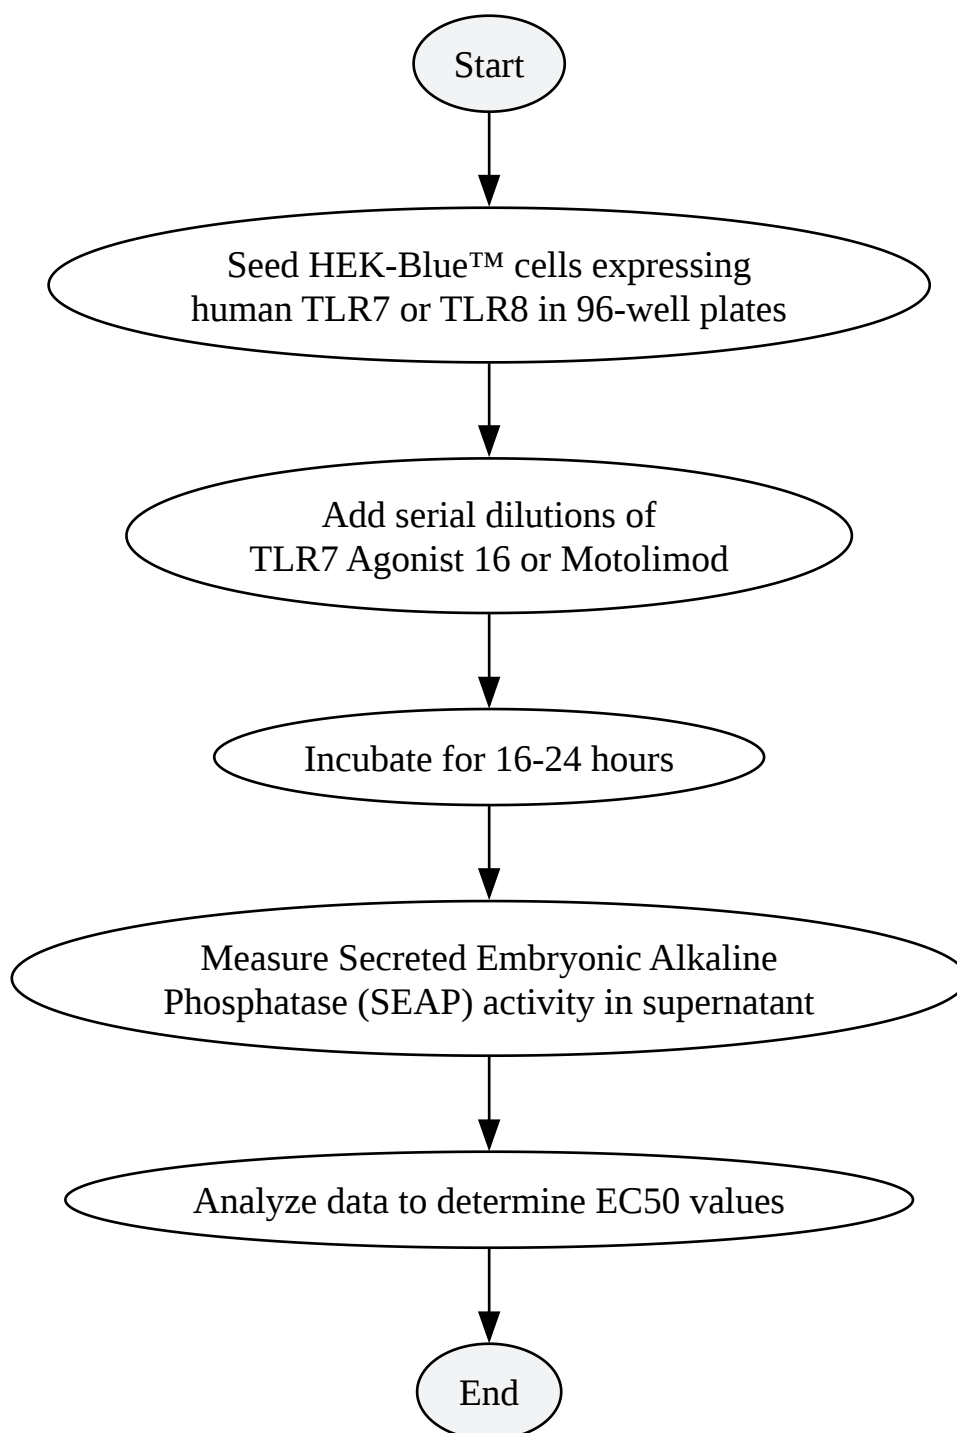 Start
Seed HEK-Blue™ cells expressing
human TLR7 or TLR8 in 96-well plates
Add serial dilutions of
TLR7 Agonist 16 or Motolimod
Incubate for 16-24 hours
Measure Secreted Embryonic Alkaline
Phosphatase (SEAP) activity in supernatant
Analyze data to determine EC50 values
End